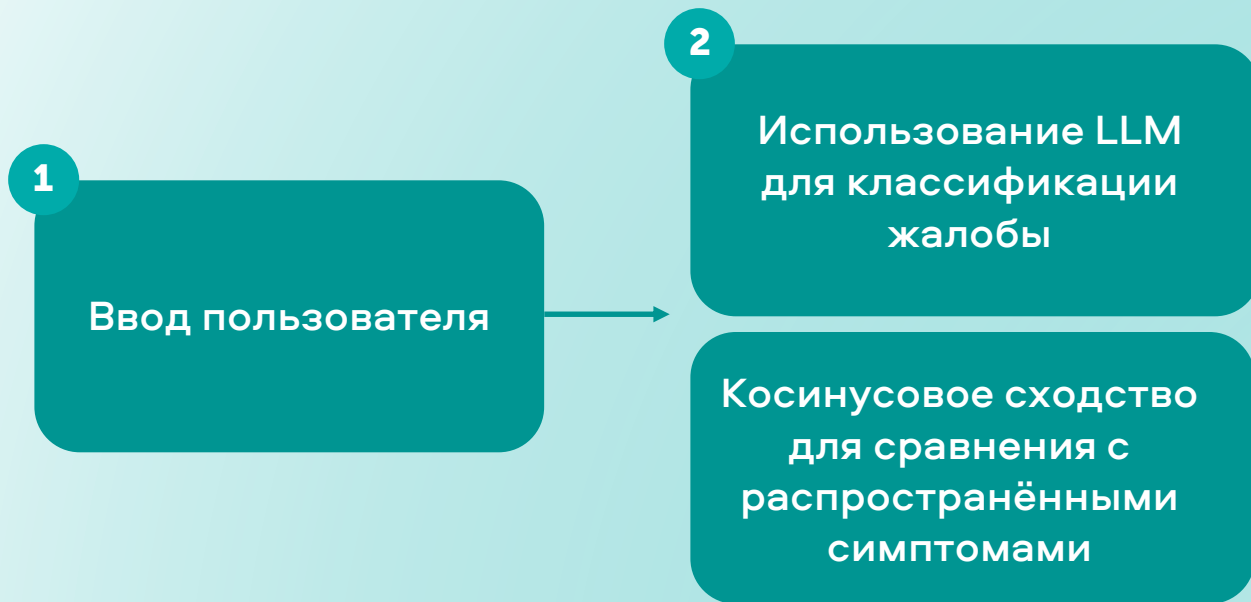 1
Ввод пользователя
2
Использование LLM
для классификации
жалобы
Косинусовое сходство
для сравнения с
распространёнными
симптомами